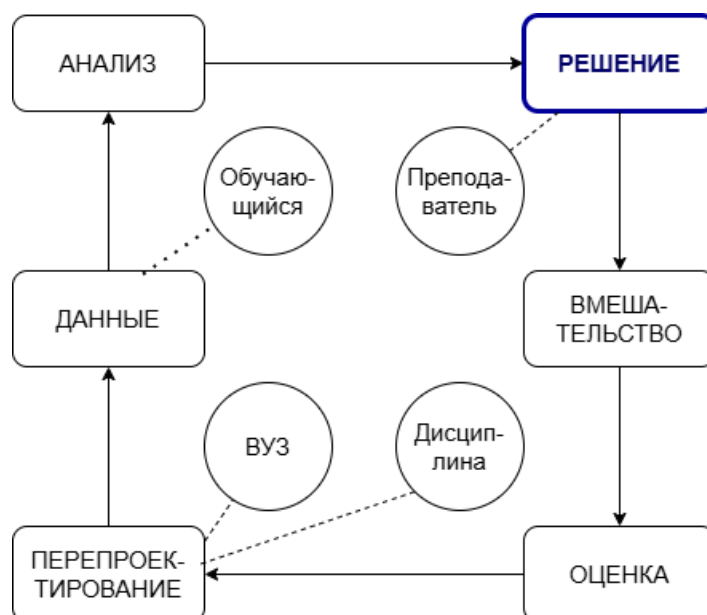 АНАЛИЗ
РЕШЕНИЕ
Обучаю-
щийся
Препода-
ватель
ДАННЫЕ
ВМЕША-
ТЕЛЬСТВО
ВУЗ
Дисцип-
лина
ПЕРЕПРОЕК-
ТИРОВАНИЕ
ОЦЕНКА